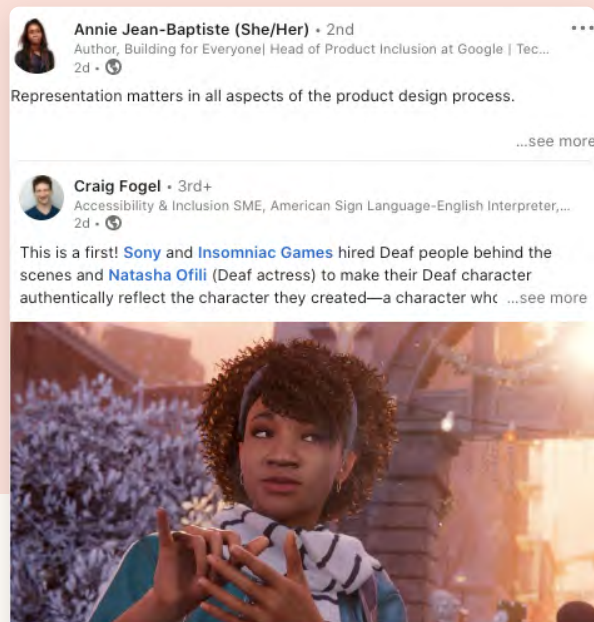 Annie Jean-Baptiste (She/Her) • 2nd
Author, Building for Everyone| Head of Product Inclusion at Google | Tec...
2d •
Representation matters in all aspects of the product design process.
...see more
Craig Fogel • 3rd+
Accessibility & Inclusion SME, American Sign Language-English Interpreter,...
2d •
This is a first! Sony and Insomniac Games hired Deaf people behind the
scenes and Natasha Ofili (Deaf actress) to make their Deaf character
authentically reflect the character they created—a character who ...see more